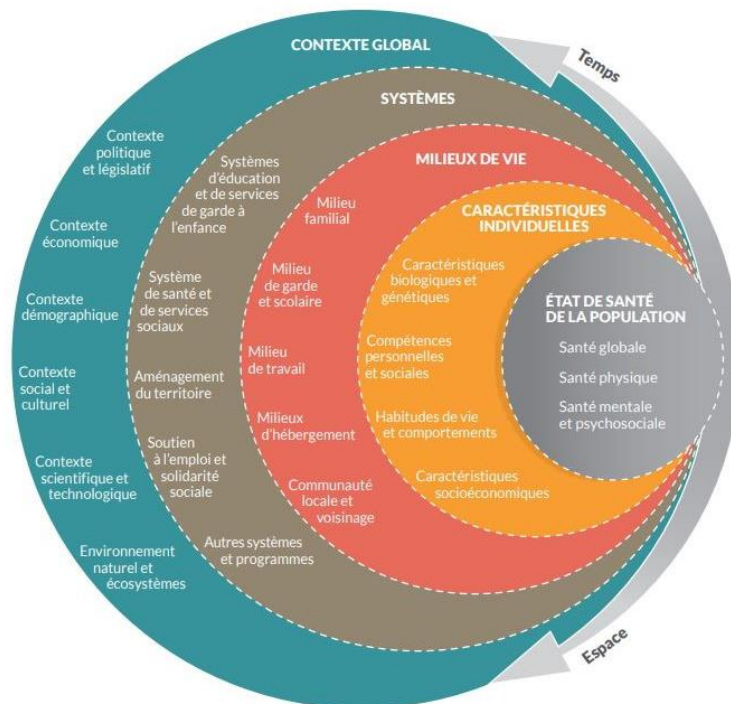 CONTEXTE GLOBAL
Contexte
politique
et législatif
Contexte
économique
Contexte
démographique
Contexte
social et
culturel
Contexte
scientifique et
technologique
Environnement
naturel et
écosystèmes
SYSTÈMES
Systèmes
d'éducation
et de services
de garde à
l'enfance
Système
de santé et
de services
sociaux
Aménagement
du territoire
Soutien
à l'emploi et
solidarité
sociale
Autres systèmes
et programmes
MILIEUX DE VIE
Milieu
familial
Milieu
de garde
et scolaire
Milieu
de travail
Milieux
d'hébergement
Communauté
locale et
voisinage
CARACTÉRISTIQUES
INDIVIDUELLES
Caractéristiques
biologiques et
génétiques
Compétences
personnelles
et sociales
Habitudes de vie
et comportements
Caractéristiques
socioéconomiques
ÉTAT DE SANTÉ
DE LA POPULATION
Santé globale
Santé physique
Santé mentale
et psychosociale
Temps
Espace